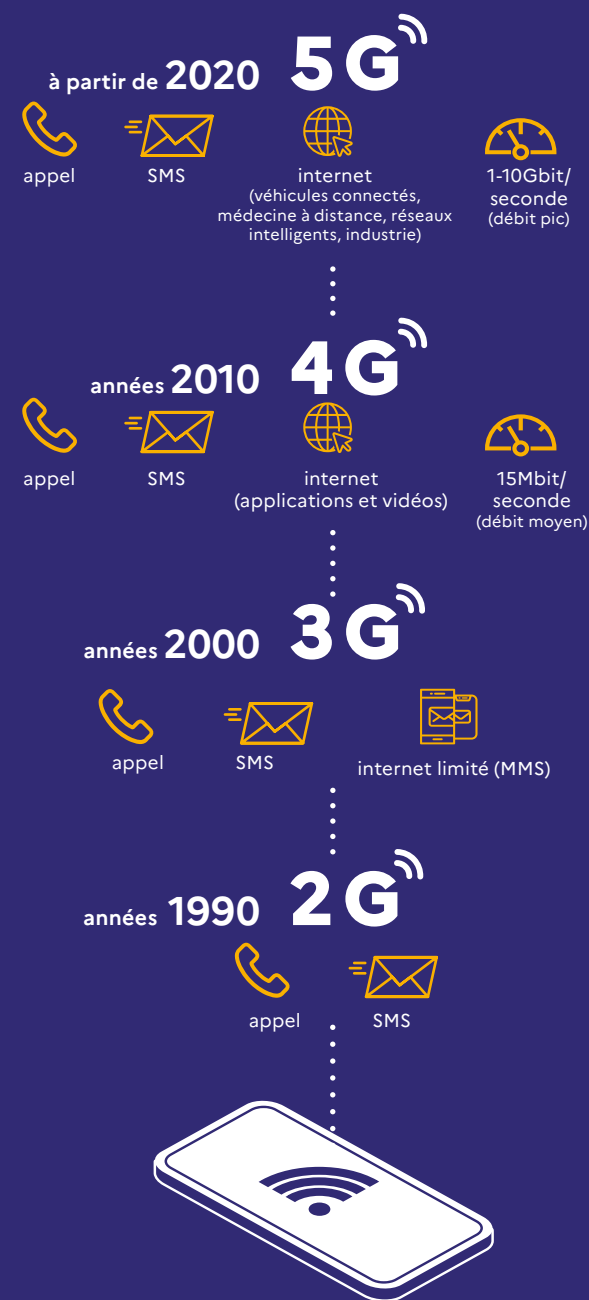 à partir de 2020 5G
appel
SMS
internet
(véhicules connectés,
médecine à distance, réseaux
intelligents, industrie)
1-10Gbit/
seconde
(débit pic)
années 2010 4G
appel
SMS
internet
(applications et vidéos)
15Mbit/
seconde
(débit moyen)
années 2000 3G
appel
SMS
internet limité (MMS)
années 1990 2G
appel
SMS